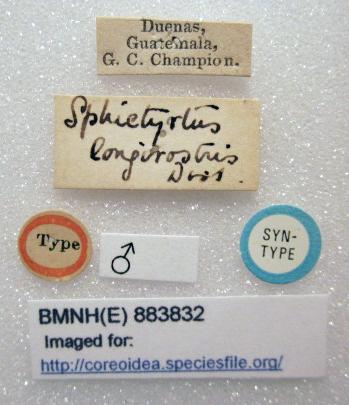 Duenas,
Guatemala,
G. C. Champion.
Sphictyrtus
longirostris
Dist.
Type
♂
SYN-
TYPE
BMNH(E) 883832
Imaged for:
http://coreoidea.speciesfile.org/